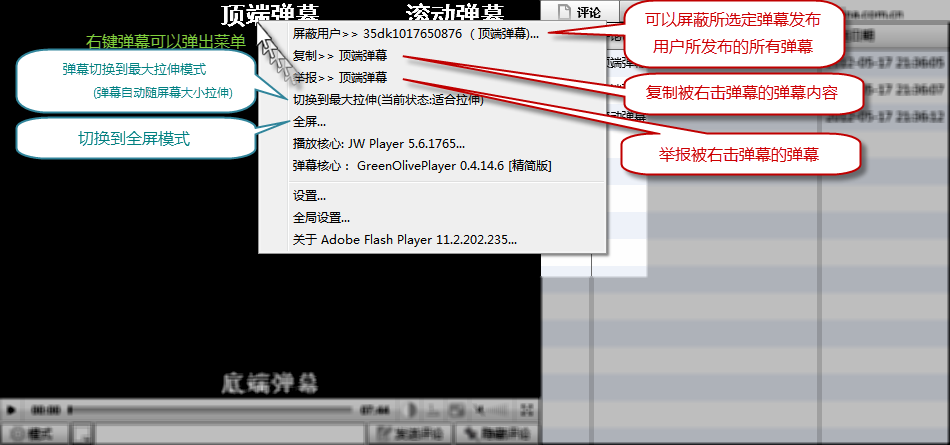 顶端弹幕
滚动弹幕
评论
右键弹幕可以弹出菜单
屏蔽用户>> 35dk1017650876 （顶端弹幕)...
复制>> 顶端弹幕
举报>> 顶端弹幕
切换到最大拉伸(当前状态:适合拉伸)
全屏...
播放核心: JW Player 5.6.1765...
弹幕核心： GreenOlivePlayer 0.4.14.6 [精简版]
设置...
全局设置...
关于 Adobe Flash Player 11.2.202.235...
弹幕切换到最大拉伸模式
(弹幕自动随屏幕大小拉伸)
切换到全屏模式
可以屏蔽所选定弹幕发布
用户所发布的所有弹幕
复制被右击弹幕的弹幕内容
举报被右击弹幕的弹幕
21:36:05
21:36:07
21:36:12
底端弹幕
00:00
07:44
模式
发送评论
隐藏评论